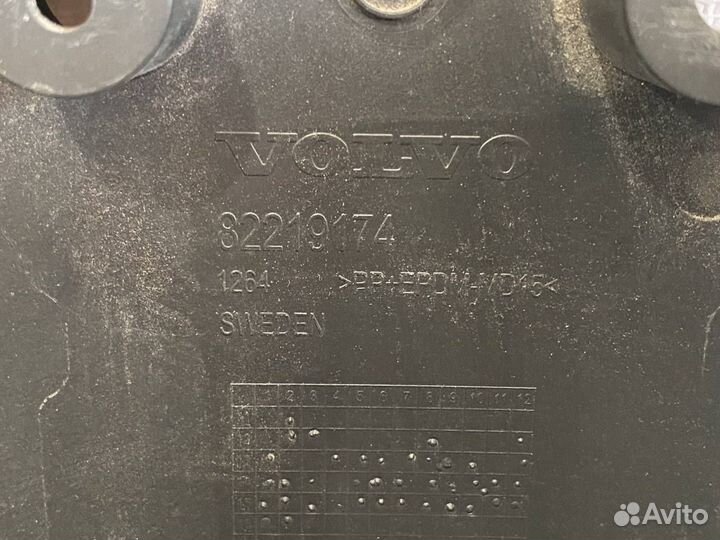 VOLVO
82219174
1264 >PP+EPDM-MD15<
SWEDEN
1 2 3 4 5 6 7 8 9 10 11 12
Avito